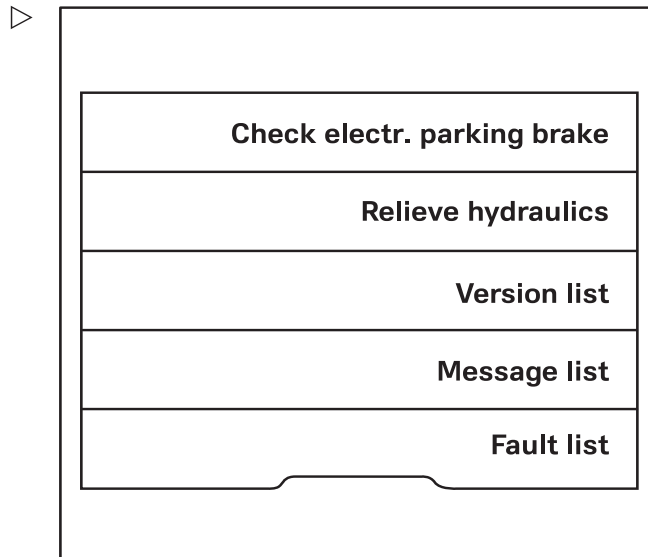 Check electr. parking brake
Relieve hydraulics
Version list
Message list
Fault list